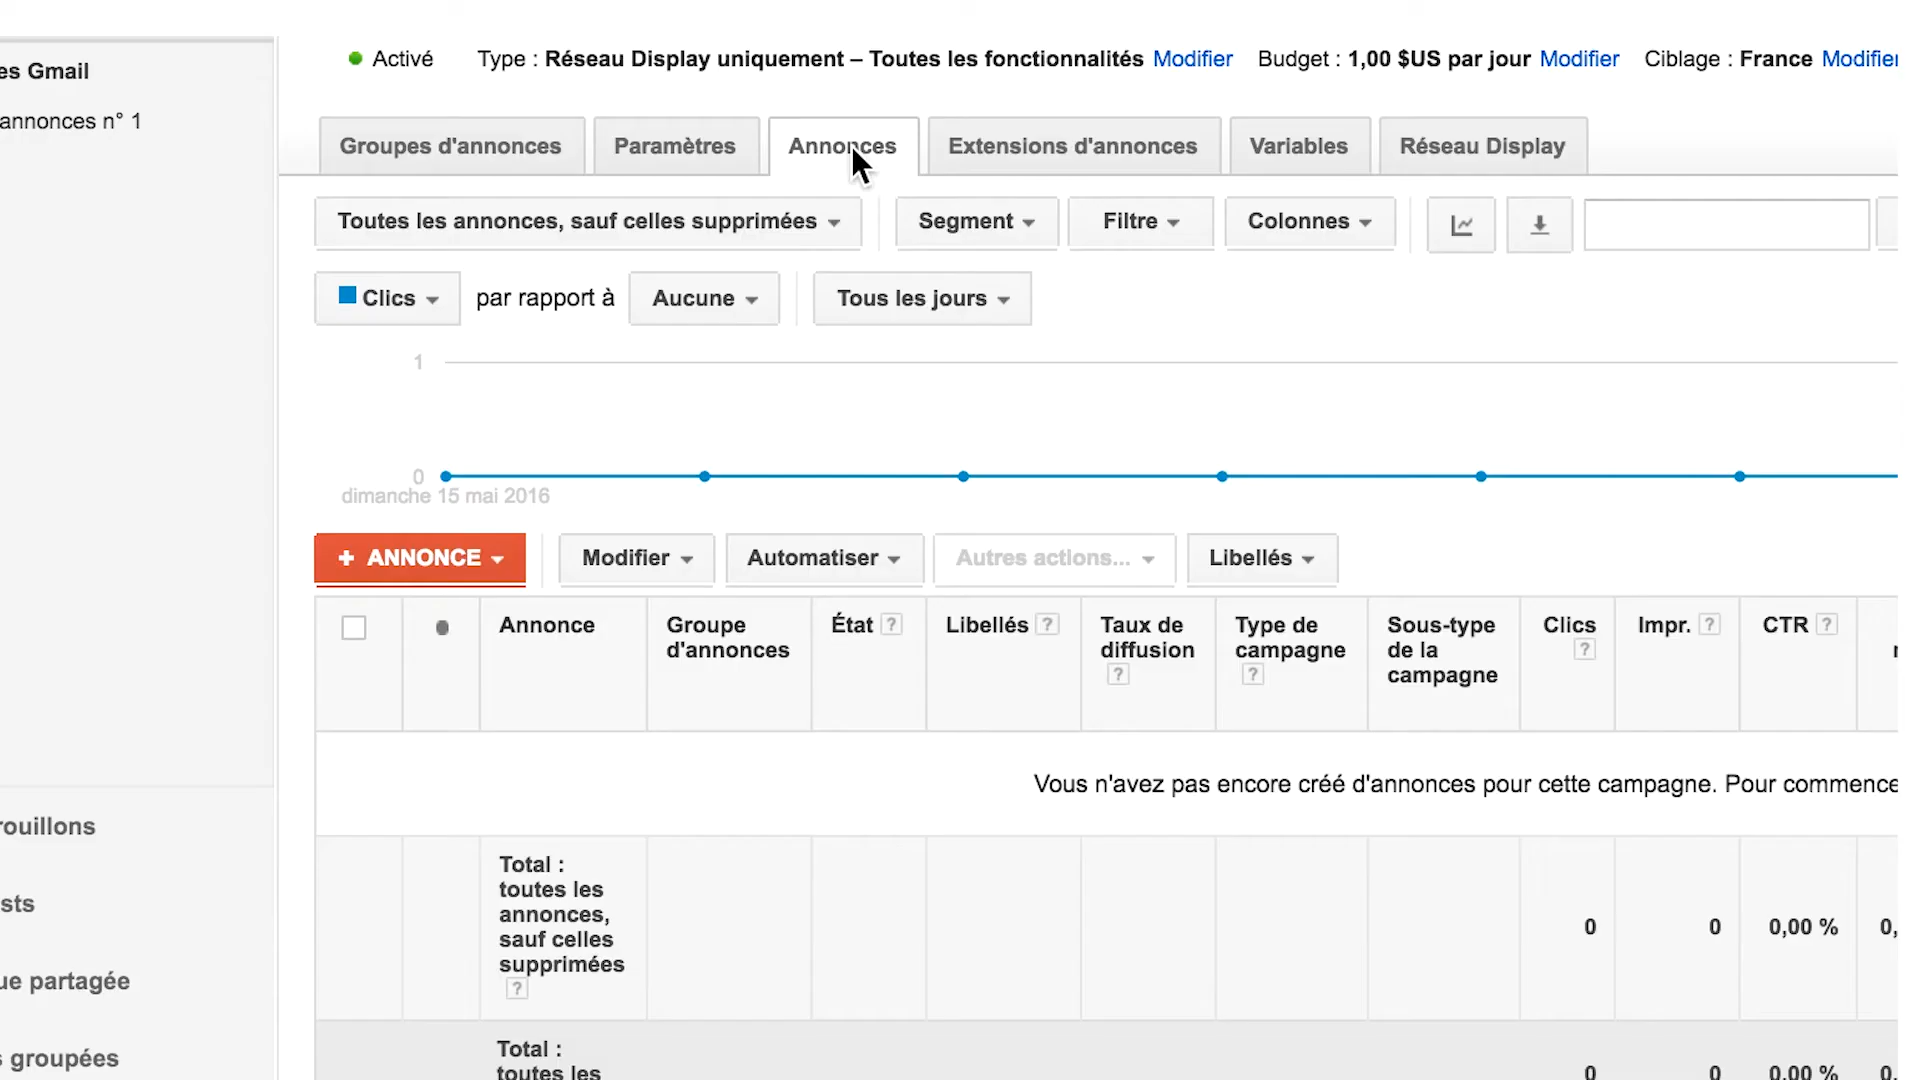 es Gmail
annonces n° 1
Activé Type : Réseau Display uniquement – Toutes les fonctionnalités Modifier Budget : 1,00 $US par jour Modifier Ciblage : France Modifier
Groupes d'annonces Paramètres Annonces Extensions d'annonces Variables Réseau Display
Toutes les annonces, sauf celles supprimées Segment Filtre Colonnes
Clics par rapport à Aucune Tous les jours
1
0
dimanche 15 mai 2016
+ ANNONCE Modifier Automatiser Autres actions... Libellés
Annonce Groupe d'annonces État ? Libellés ? Taux de diffusion ? Type de campagne ? Sous-type de la campagne Clics ? Impr. ? CTR ?
Vous n'avez pas encore créé d'annonces pour cette campagne. Pour commence
Total :
toutes les
annonces,
sauf celles
supprimées
?
0 0 0,00 % 0,
Total :
toutes les
0 0 0,00 % 0,
rouillons
sts
ue partagée
s groupées